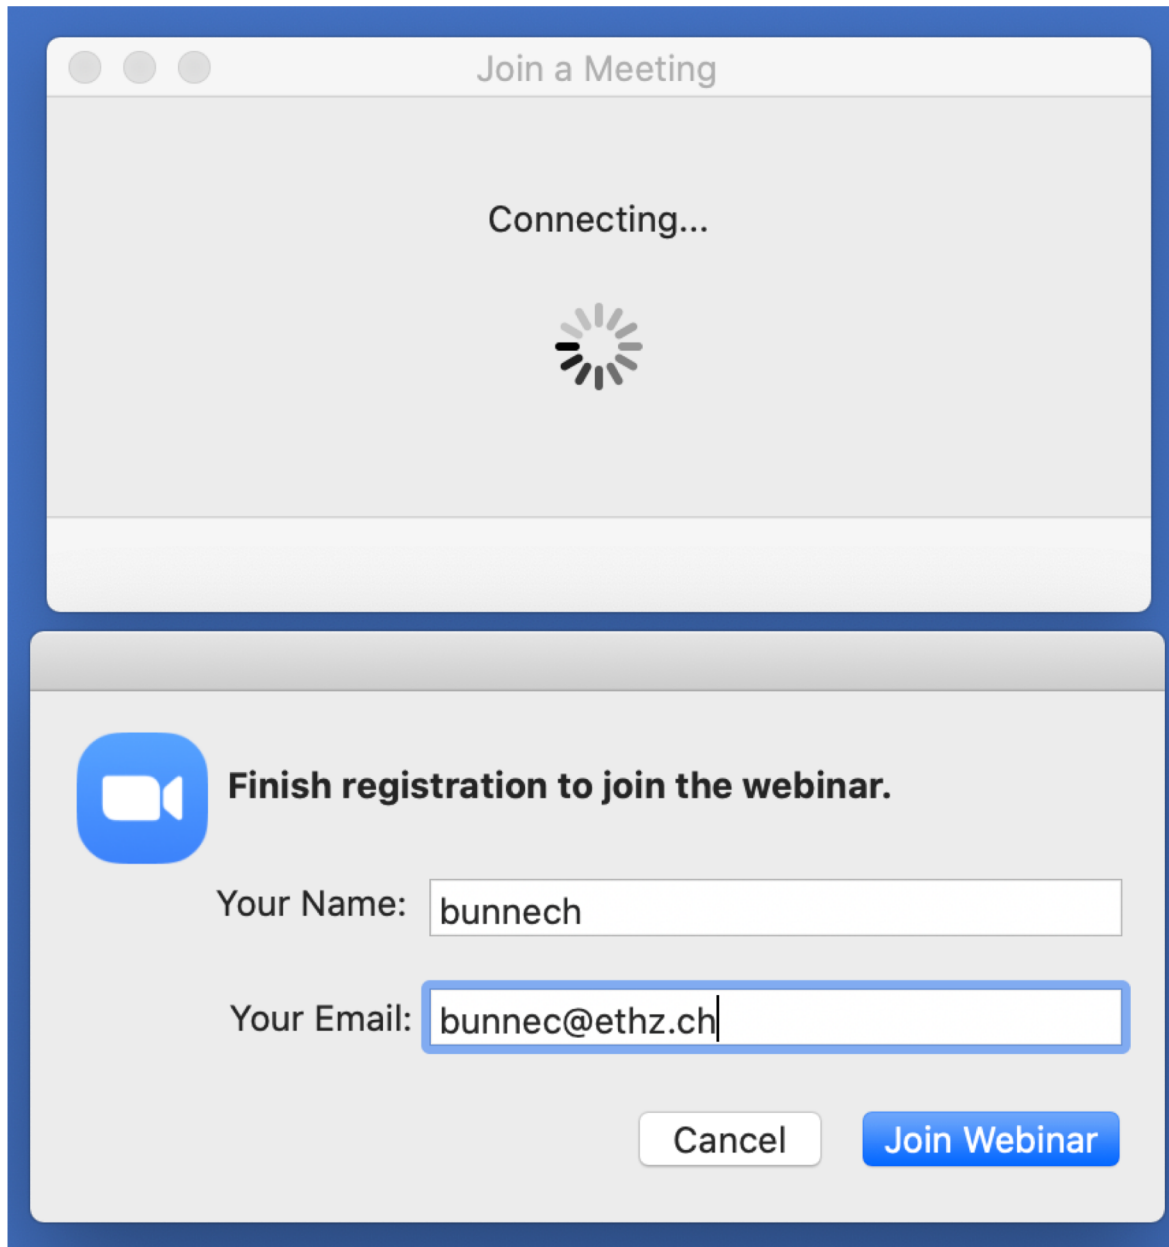 Join a Meeting
Connecting...
Finish registration to join the webinar.
Your Name: bunnech
Your Email: bunnec@ethz.ch
Cancel Join Webinar